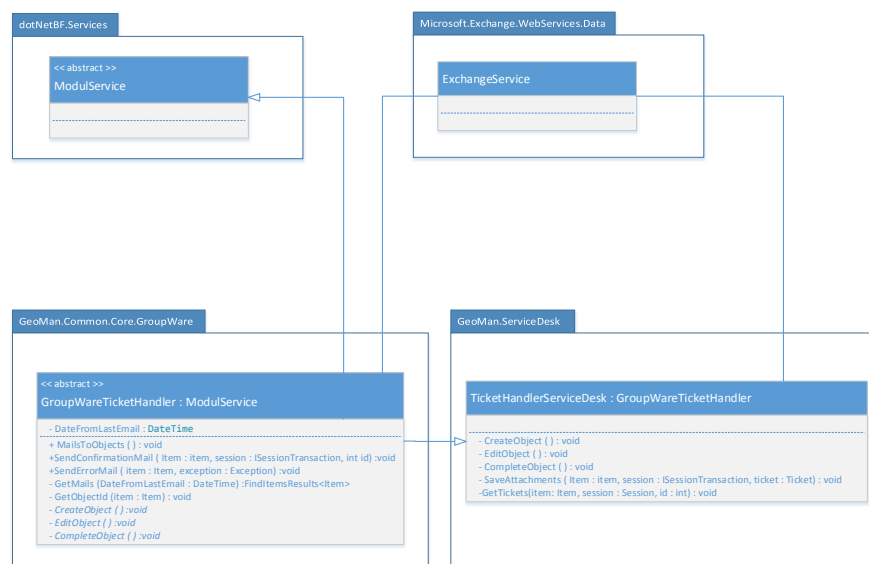 dotNetBF.Services
<< abstract >>
ModulService
Microsoft.Exchange.WebServices.Data
ExchangeService
GeoMan.Common.Core.GroupWare
<< abstract >>
GroupWareTicketHandler : ModulService
- DateFromLastEmail : DateTime
+ MailsToObjects ( ) : void
+SendConfirmationMail ( Item : item, session : ISessionTransaction, int id) :void
+SendErrorMail ( item : Item, exception : Exception) :void
- GetMails (DateFromLastEmail : DateTime) :FindItemsResults<Item>
- GetObjectId (item : Item) : void
- CreateObject ( ) :void
- EditObject ( ) :void
- CompleteObject ( ) :void
GeoMan.ServiceDesk
TicketHandlerServiceDesk : GroupWareTicketHandler
- CreateObject ( ) : void
- EditObject ( ) : void
- CompleteObject ( ) : void
- SaveAttachments ( Item : item, session : ISessionTransaction, ticket : Ticket) : void
-GetTickets(item: Item, session : Session, id : int) : void